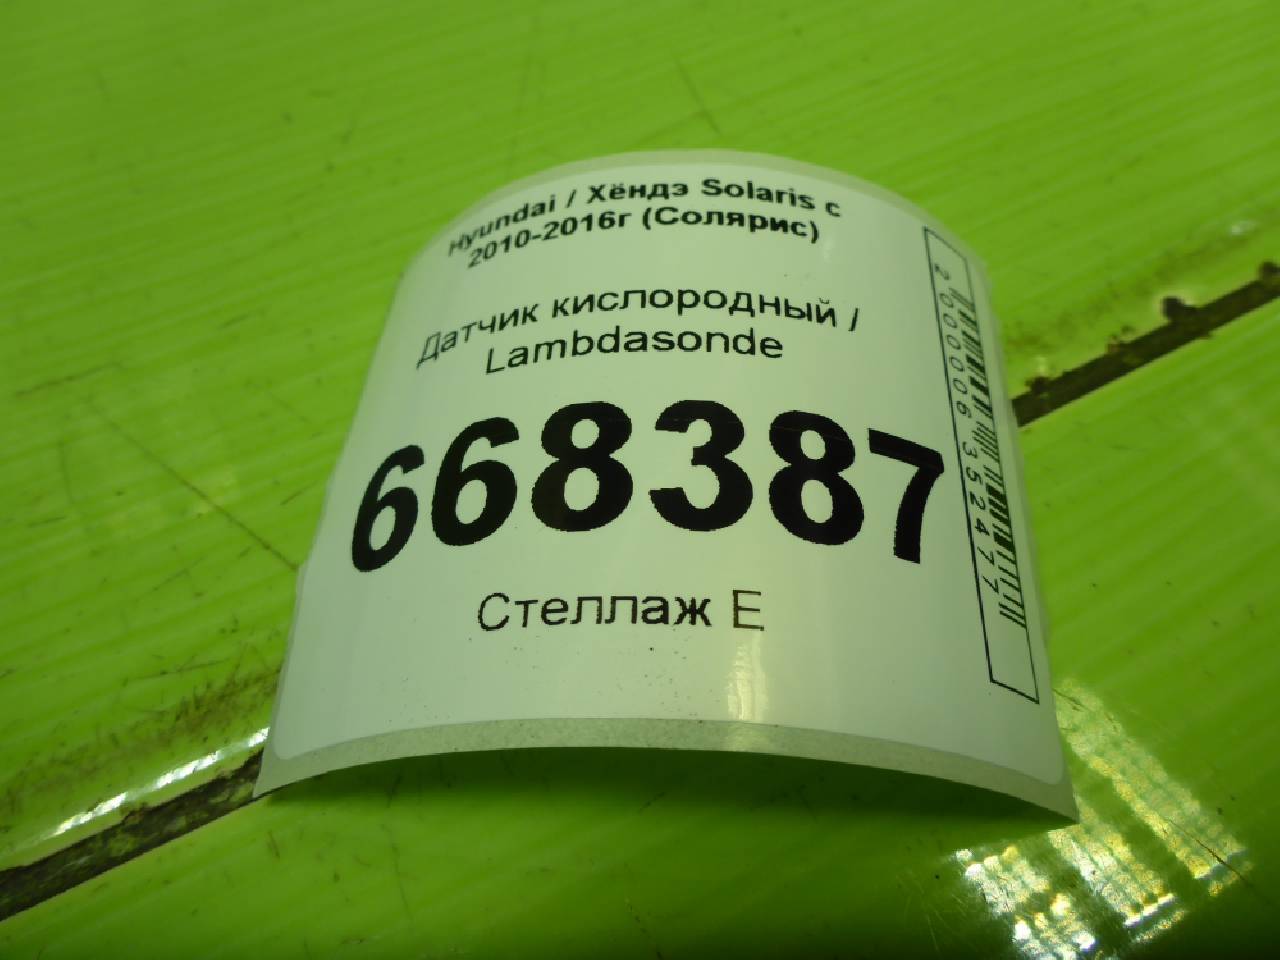 Hyundai / Хёндэ Solaris с
2010-2016г (Солярис)
Датчик кислородный /
Lambdasonde
668387
Стеллаж Е
2000006352477